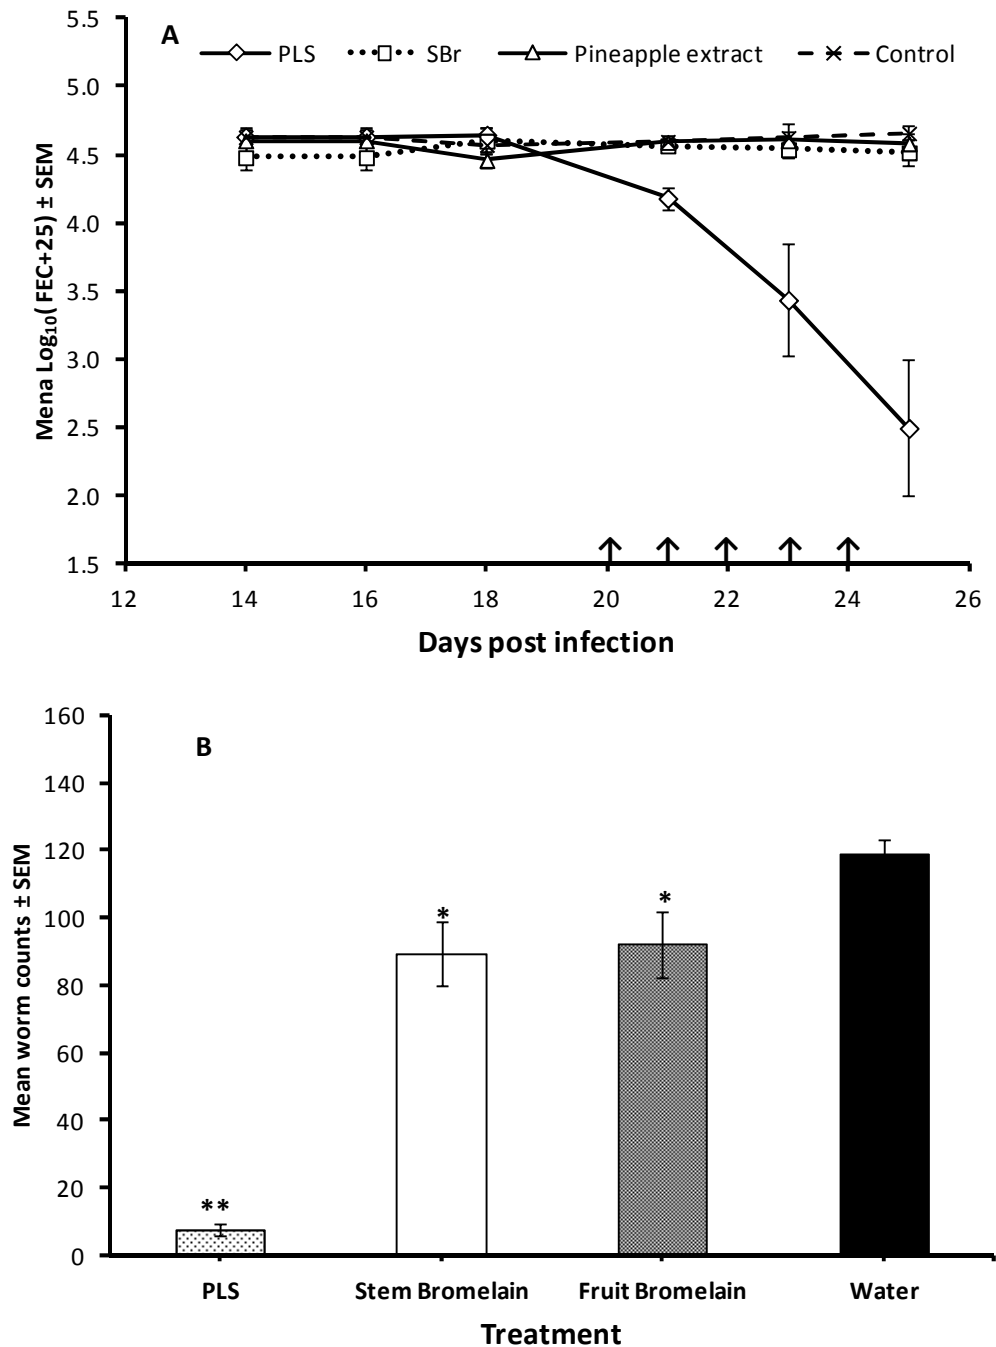 A
PLS SBr Pineapple extract Control
Mena Log₁₀( FEC+25) ± SEM
5.5
5.0
4.5
4.0
3.5
3.0
2.5
2.0
1.5
12 14 16 18 20 22 24 26
Days post infection
B
Mean worm counts ± SEM
160
140
120
100
80
60
40
20
0
**
*
*
PLS Stem Bromelain Fruit Bromelain Water
Treatment